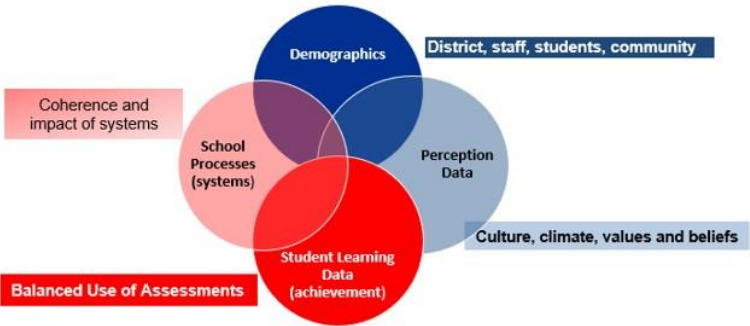 Demographics
District, staff, students, community
Coherence and
impact of systems
School
Processes
(systems)
Perception
Data
Culture, climate, values and beliefs
Student Learning
Data
(achievement)
Balanced Use of Assessments